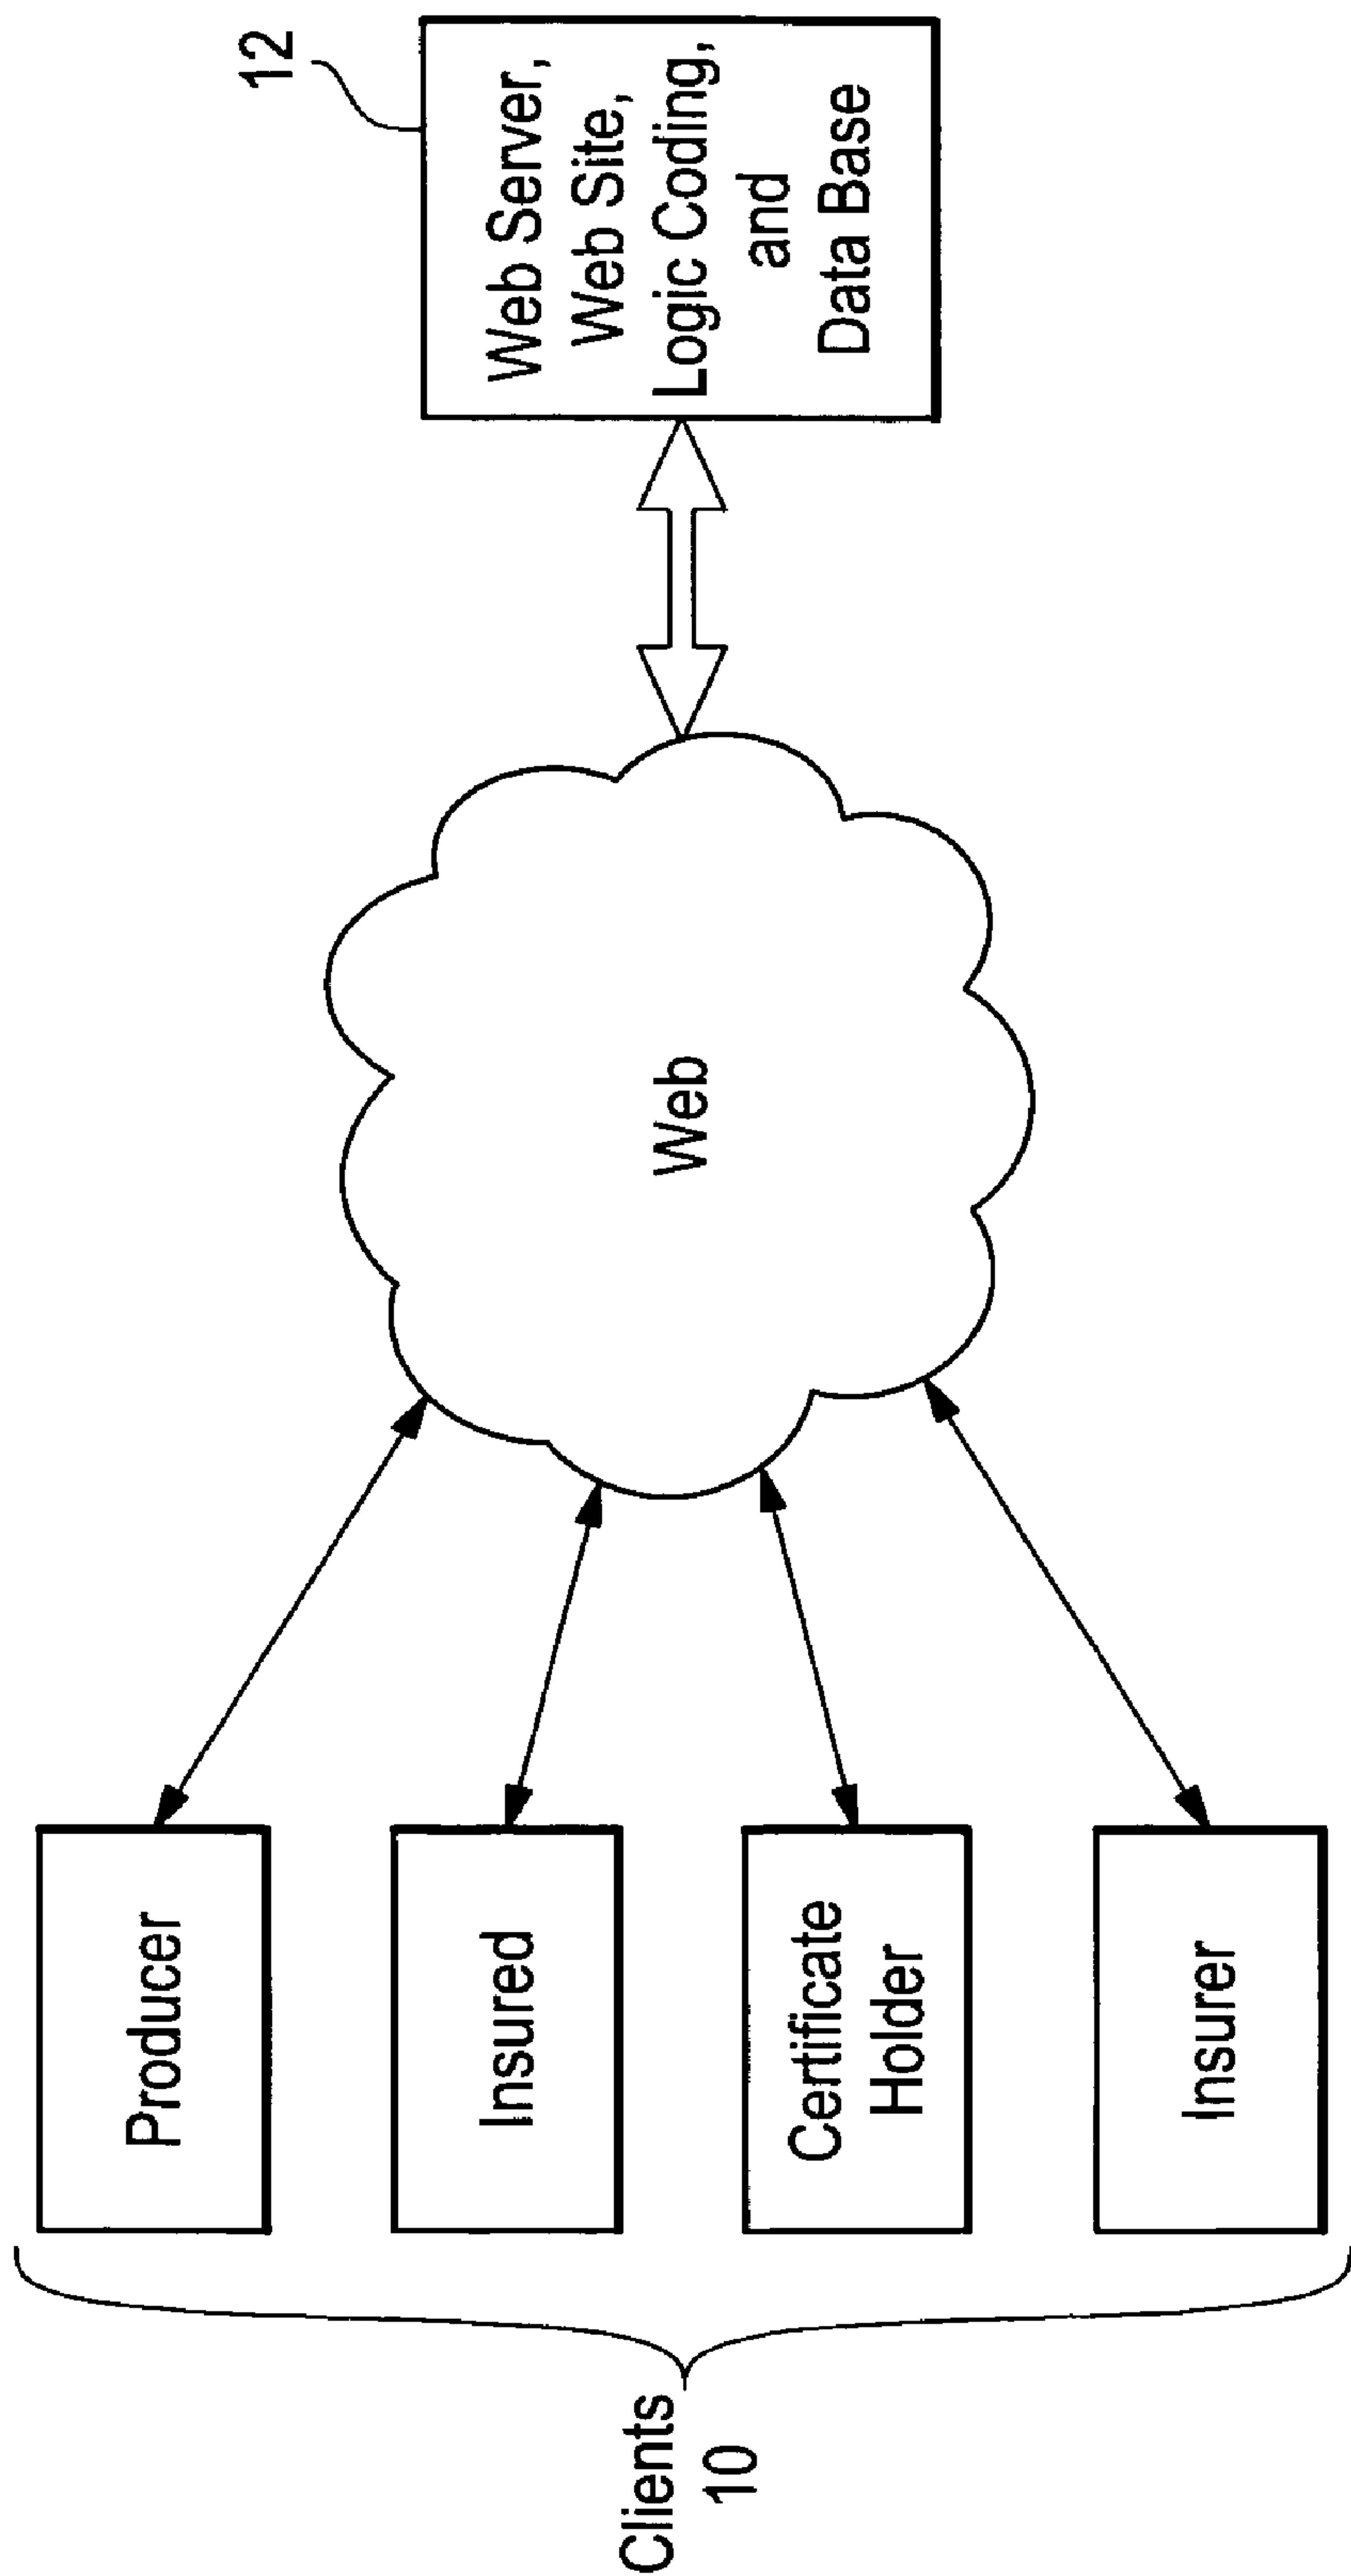 Clients
10
Producer
Insured
Certificate
Holder
Insurer
Web
12
Web Server,
Web Site,
Logic Coding,
and
Data Base